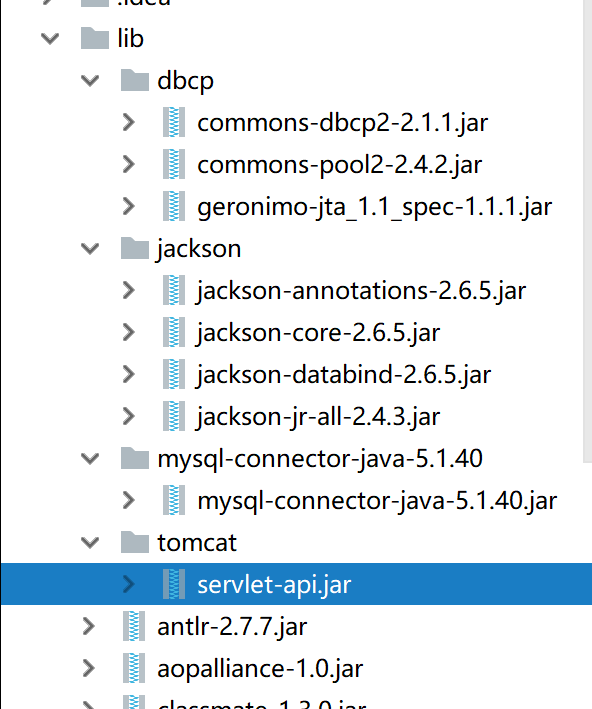 .idea
lib
dbcp
commons-dbcp2-2.1.1.jar
commons-pool2-2.4.2.jar
geronimo-jta_1.1_spec-1.1.1.jar
jackson
jackson-annotations-2.6.5.jar
jackson-core-2.6.5.jar
jackson-databind-2.6.5.jar
jackson-jr-all-2.4.3.jar
mysql-connector-java-5.1.40
mysql-connector-java-5.1.40.jar
tomcat
servlet-api.jar
antlr-2.7.7.jar
aopalliance-1.0.jar
classmate-1.3.0.jar